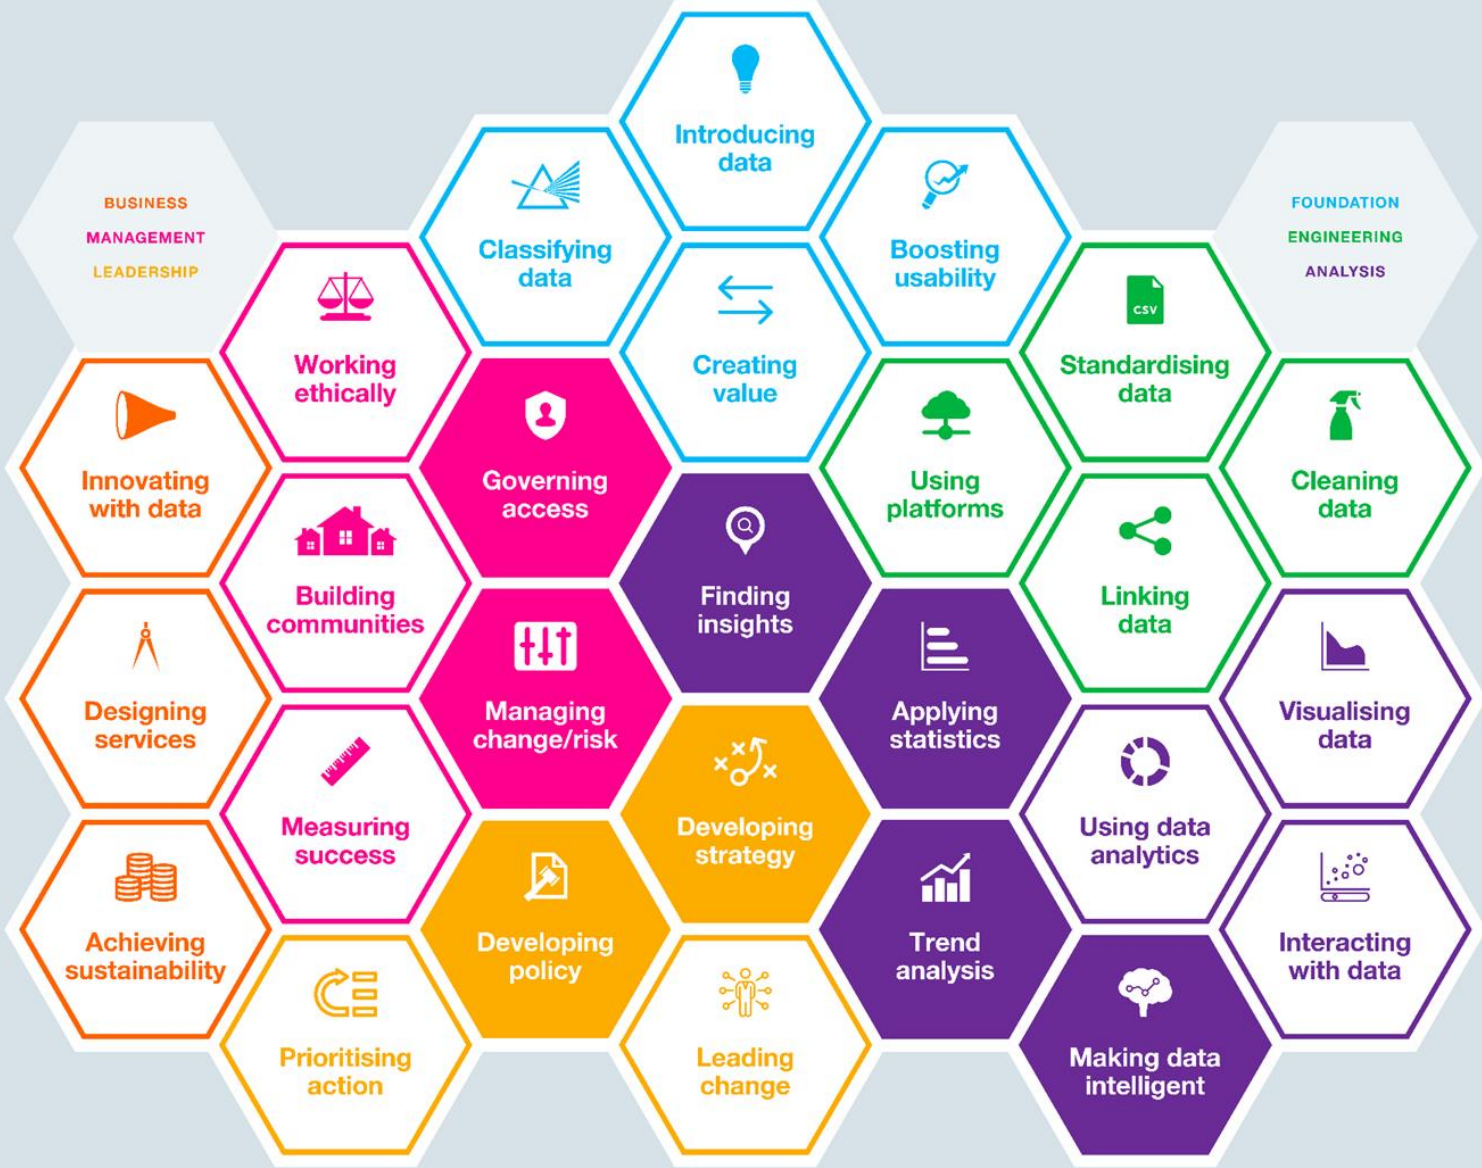 Introducing
data
Classifying
data
Boosting
usability
BUSINESS
MANAGEMENT
LEADERSHIP
FOUNDATION
ENGINEERING
ANALYSIS
Working
ethically
Creating
value
CSV
Standardising
data
Innovating
with data
Governing
access
Using
platforms
Cleaning
data
Building
communities
Finding
insights
Linking
data
Designing
services
Managing
change/risk
Applying
statistics
Visualising
data
Measuring
success
Developing
strategy
Using data
analytics
Achieving
sustainability
Developing
policy
Trend
analysis
Interacting
with data
Prioritising
action
Leading
change
Making data
intelligent